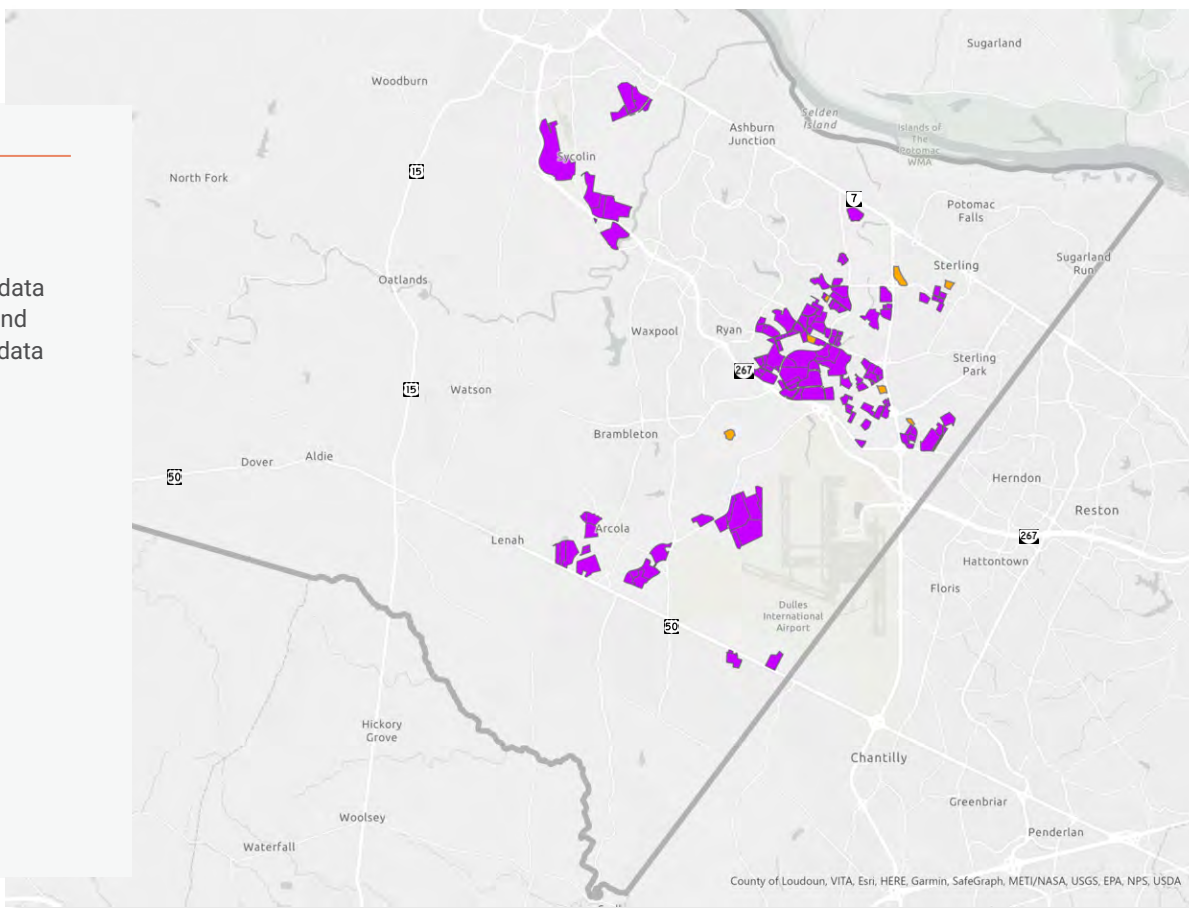 data
nd
data
Sugarland
Woodburn
Selden
Island
Ashburn
Junction
Islands of
The
Potomac
WMA
Sycolin
15
North Fork
7
Potomac
Falls
Sugarland
Run
Sterling
Oatlands
Waxpool
Ryan
267
Sterling
Park
15
Watson
Brambleton
Dover
Aldie
50
Herndon
Reston
Arcola
Lenah
267
Hattontown
Floris
Dulles
International
Airport
50
Hickory
Grove
Chantilly
Greenbriar
Woolsey
Penderlan
Waterfall
County of Loudoun, VITA, Esri, HERE, Garmin, SafeGraph, METI/NASA, USGS, EPA, NPS, USDA